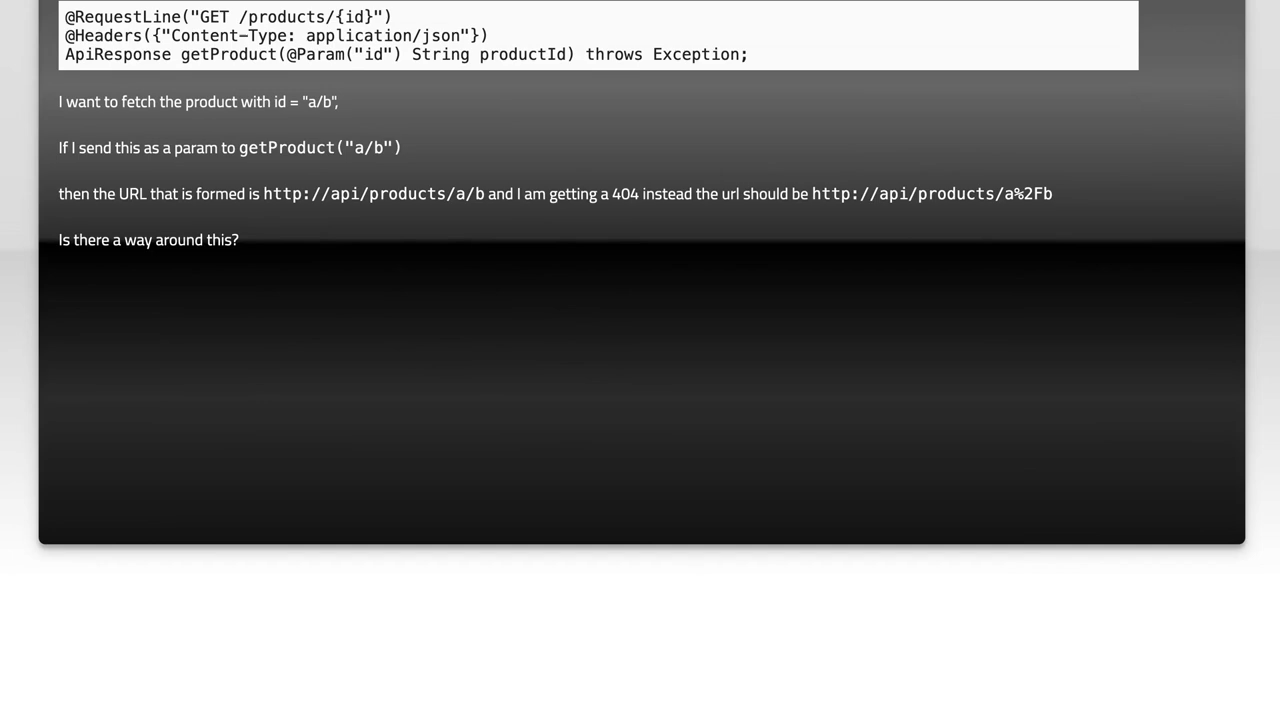 @RequestLine("GET /products/{id}")
@Headers({"Content-Type: application/json"})
ApiResponse getProduct(@Param("id") String productId) throws Exception;
I want to fetch the product with id = "a/b",
If I send this as a param to getProduct("a/b")
then the URL that is formed is http://api/products/a/b and I am getting a 404 instead the url should be http://api/products/a%2Fb
Is there a way around this?